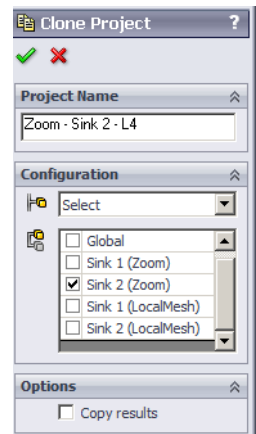 Clone Project ?
Project Name
Zoom - Sink 2 - L4
Configuration
Select
Global
Sink 1 (Zoom)
Sink 2 (Zoom)
Sink 1 (LocalMesh)
Sink 2 (LocalMesh)
Options
Copy results